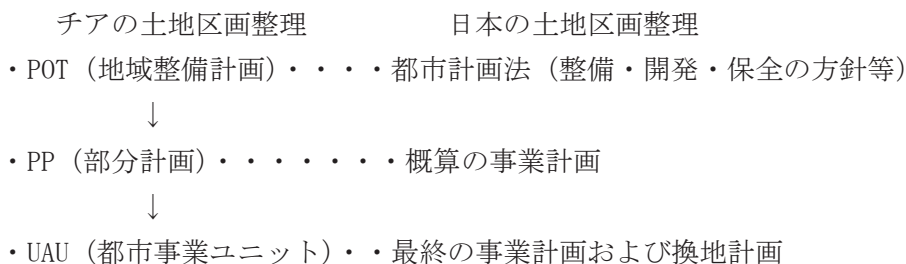 チアの土地区画整理　　　　　日本の土地区画整理
・POT（地域整備計画）・・・・都市計画法（整備・開発・保全の方針等）
↓
・PP（部分計画）・・・・・・・概算の事業計画
↓
・UAU（都市事業ユニット）・・最終の事業計画および換地計画